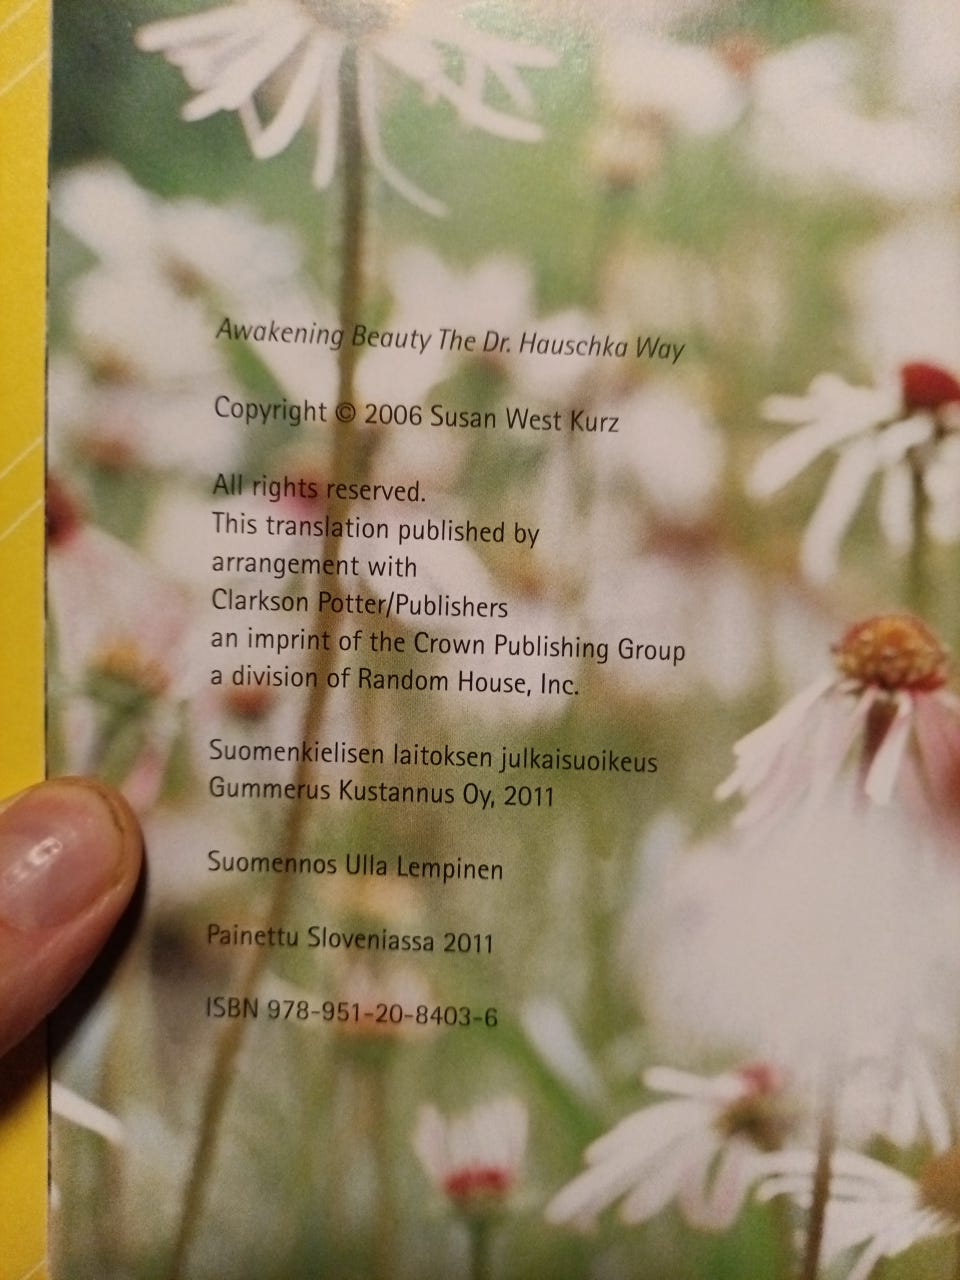 Awakening Beauty The Dr. Hauschka Way
Copyright © 2006 Susan West Kurz
All rights reserved.
This translation published by
arrangement with
Clarkson Potter/Publishers
an imprint of the Crown Publishing Group
a division of Random House, Inc.
Suomenkielisen laitoksen julkaisuoikeus
Gummerus Kustannus Oy, 2011
Suomennos Ulla Lempinen
Painettu Sloveniassa 2011
ISBN 978-951-20-8403-6